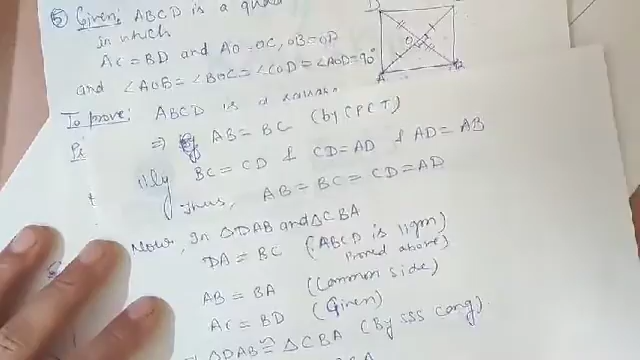 ⑤ Given: ABCD is a quad
in which
AC = BD and AO = OC, OB = OD
and ∠AOB = ∠BOC = ∠COD = ∠AOD = 90°
O
A
To prove: ABCD is a
⇒ AB = BC (by CPCT)
lly BC = CD & CD = AD & AD = AB
Thus, AB = BC = CD = AD
Now, In △DAB and △CBA
DA = BC (ABCD is llgm)
Proved above)
AB = BA (Common side)
AC = BD (Given)
△DAB ≅ △CBA (By SSS cong).